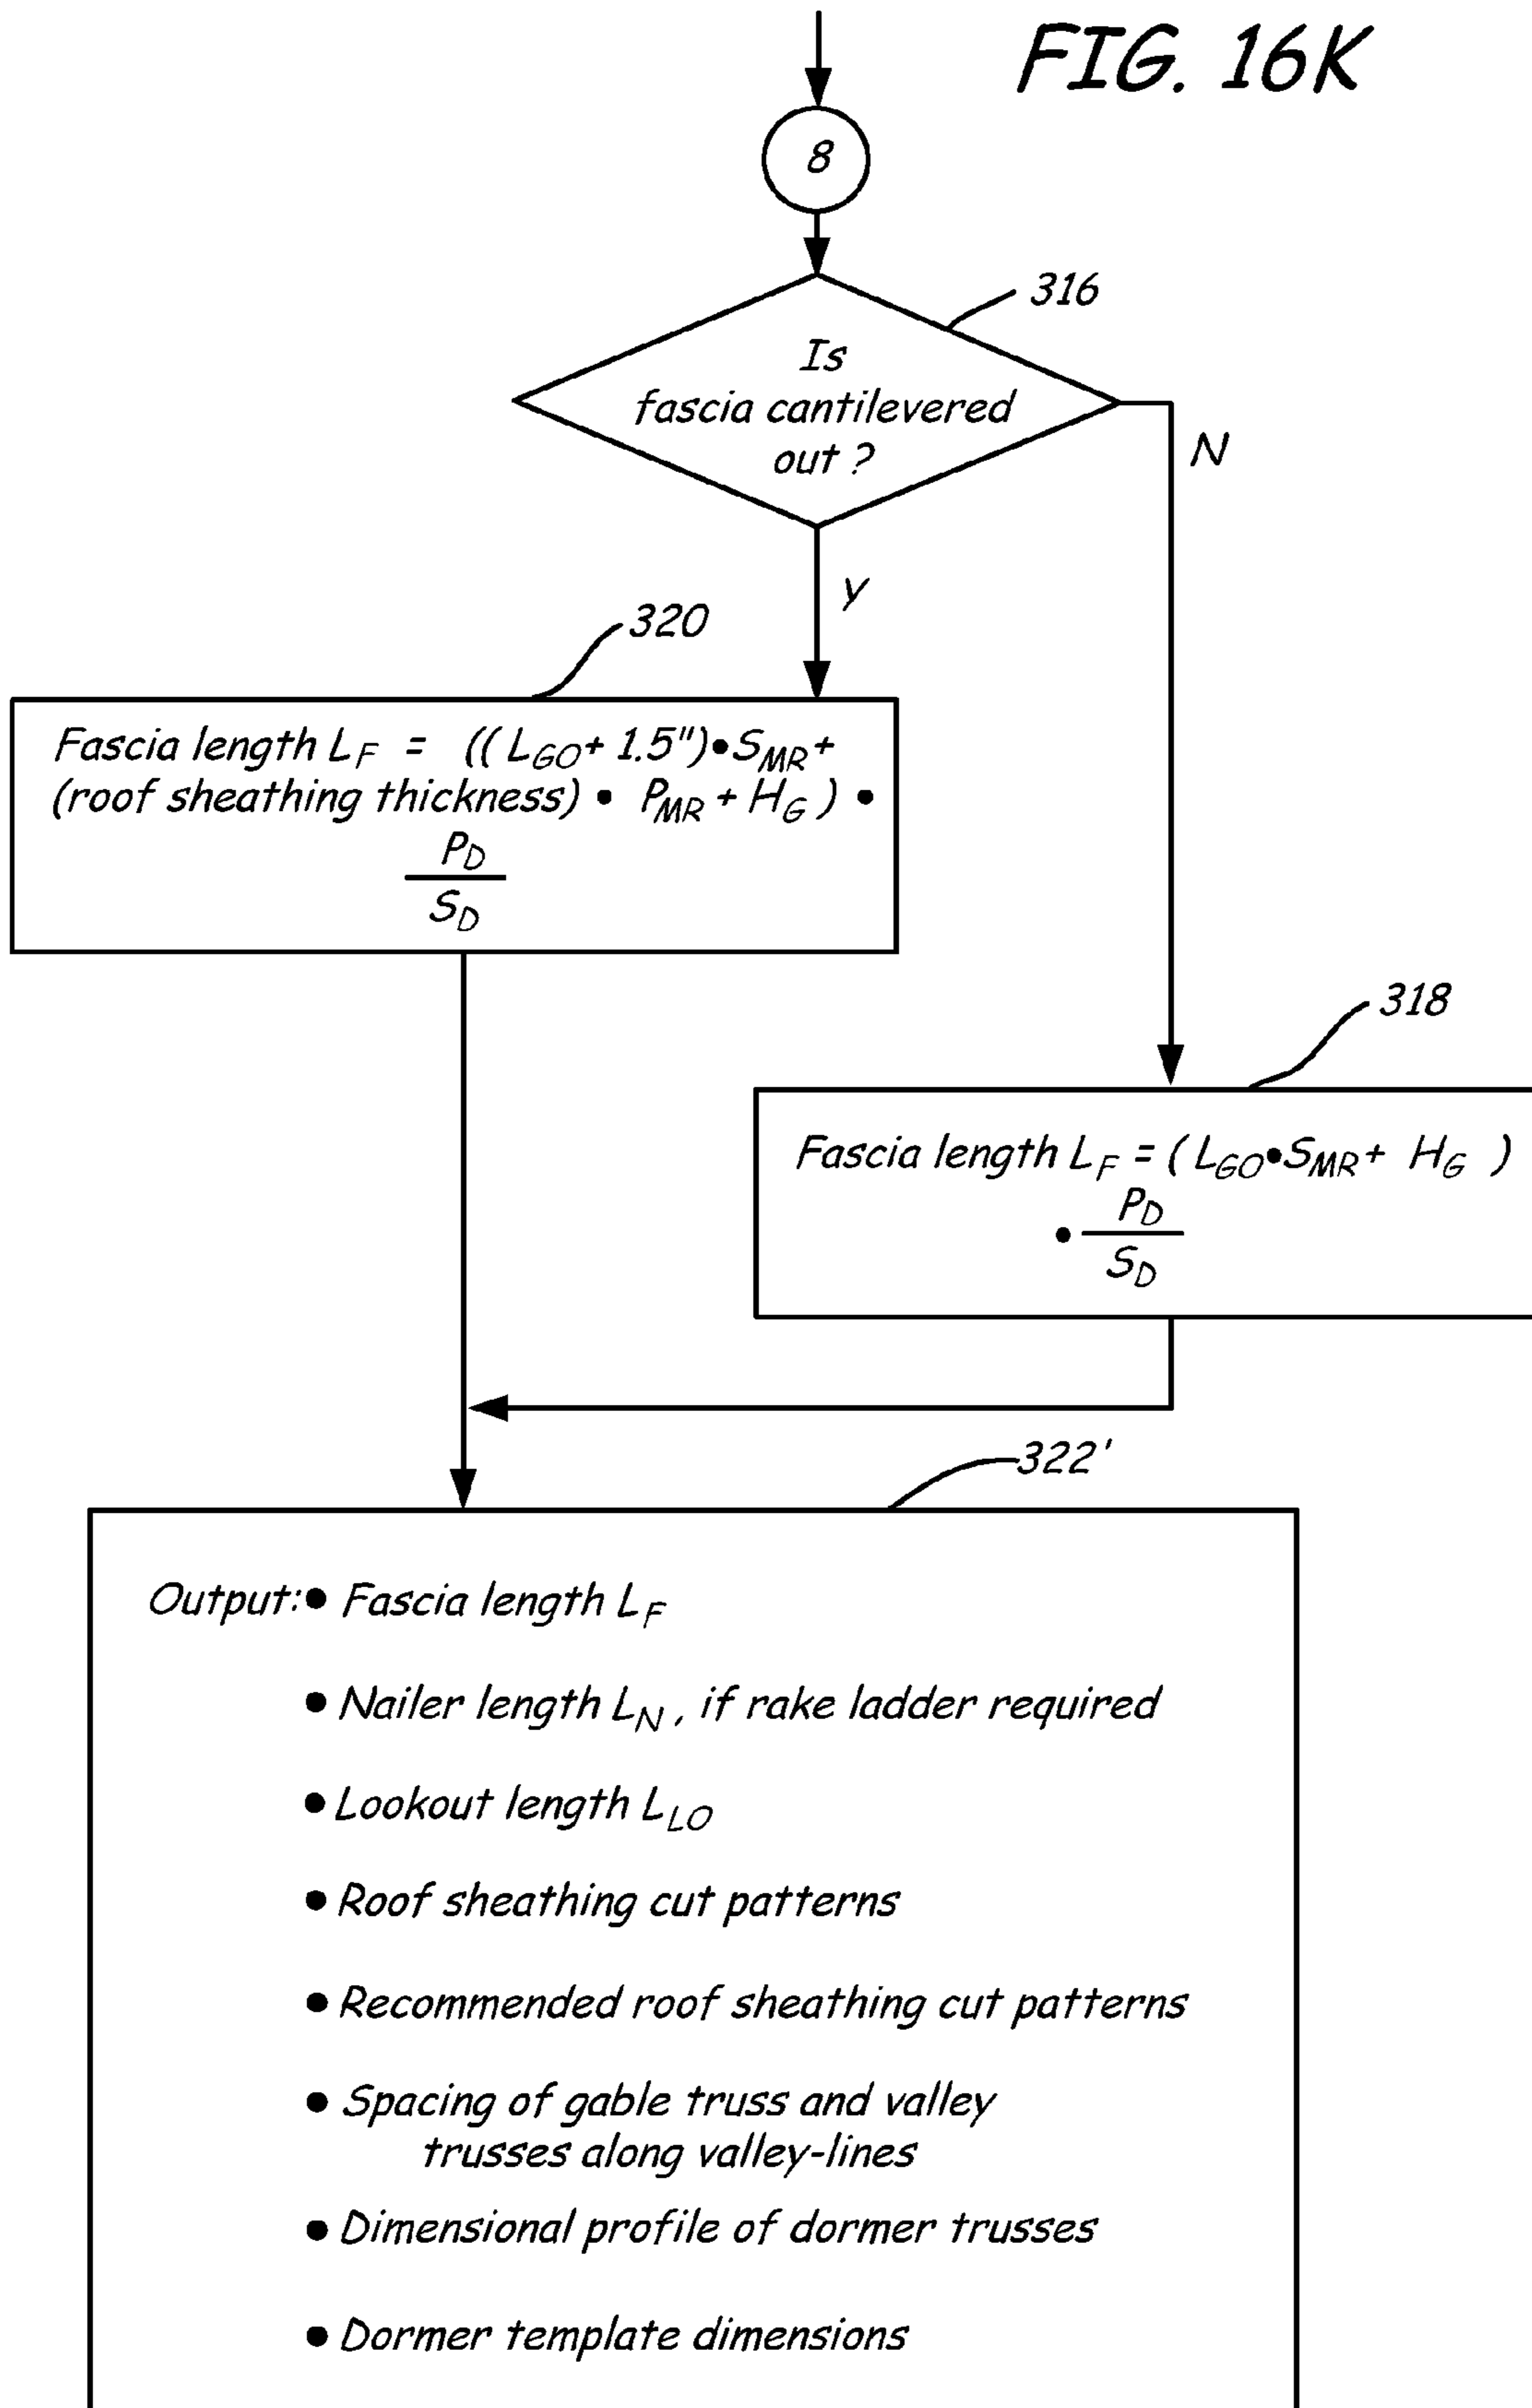 FIG. 16K
8
316
Is
fascia cantilevered
out ?
N
y
320
Fascia length L_F = (( L_GO + 1.5")•S_MR +
(roof sheathing thickness) • P_MR + H_G ) •
P_D
S_D
318
Fascia length L_F = ( L_GO•S_MR + H_G )
• P_D
S_D
322'
Output:• Fascia length L_F
• Nailer length L_N, if rake ladder required
• Lookout length L_LO
• Roof sheathing cut patterns
• Recommended roof sheathing cut patterns
• Spacing of gable truss and valley
trusses along valley-lines
• Dimensional profile of dormer trusses
• Dormer template dimensions